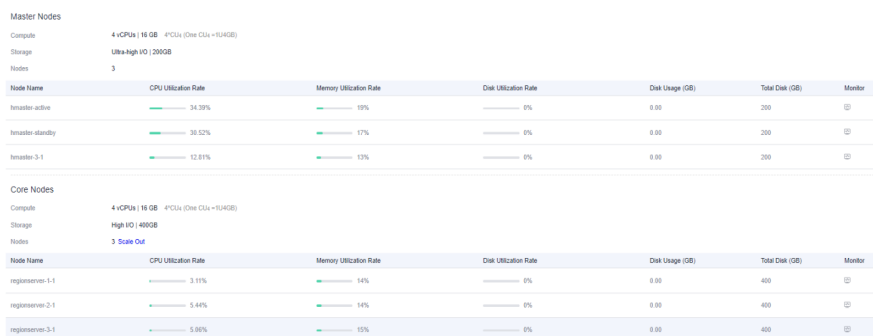 Master Nodes
Compute 4 vCPUs | 16 GB 4*CUs (One CUs =1U4GB)
Storage Ultra-high I/O | 200GB
Nodes 3
Node Name CPU Utilization Rate Memory Utilization Rate Disk Utilization Rate Disk Usage (GB) Total Disk (GB) Monitor
hmaster-active 34.39% 19% 0% 0.00 200
hmaster-standby 30.52% 17% 0% 0.00 200
hmaster-3-1 12.81% 13% 0% 0.00 200
Core Nodes
Compute 4 vCPUs | 16 GB 4*CUs (One CUs =1U4GB)
Storage High I/O | 400GB
Nodes 3 Scale Out
Node Name CPU Utilization Rate Memory Utilization Rate Disk Utilization Rate Disk Usage (GB) Total Disk (GB) Monitor
regionserver-1-1 3.11% 14% 0% 0.00 400
regionserver-2-1 5.44% 14% 0% 0.00 400
regionserver-3-1 5.06% 15% 0% 0.00 400